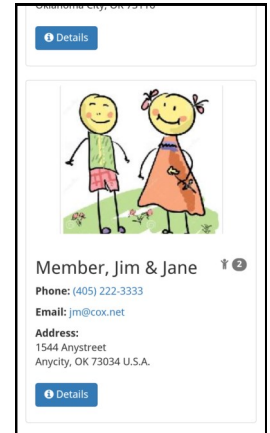 Oklahoma City, OK 73116
Details
Member, Jim & Jane 2
Phone: (405) 222-3333
Email: jm@cox.net
Address:
1544 Anystreet
Anycity, OK 73034 U.S.A.
Details